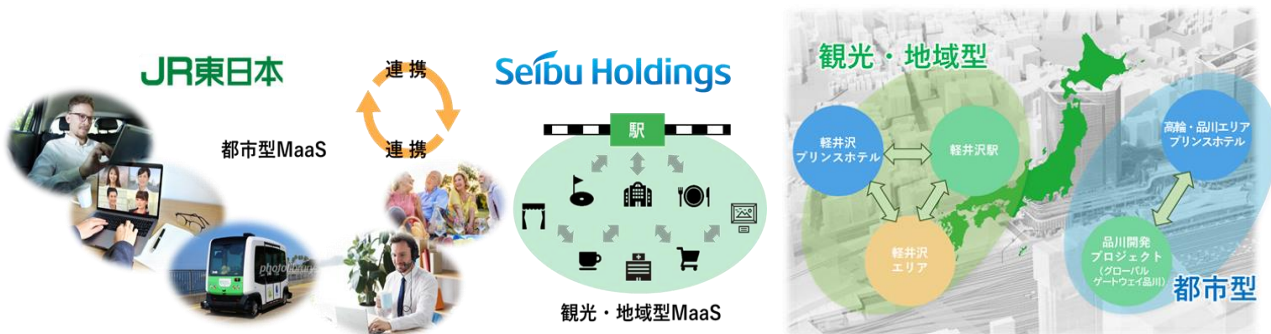 JR東日本
都市型MaaS
連携
連携
Seibu Holdings
駅
観光・地域型MaaS
観光・地域型
軽井沢
プリンスホテル
軽井沢駅
軽井沢
エリア
高輪・品川エリア
プリンスホテル
品川開発
プロジェクト
(グローバル
ゲートウェイ品川)
都市型